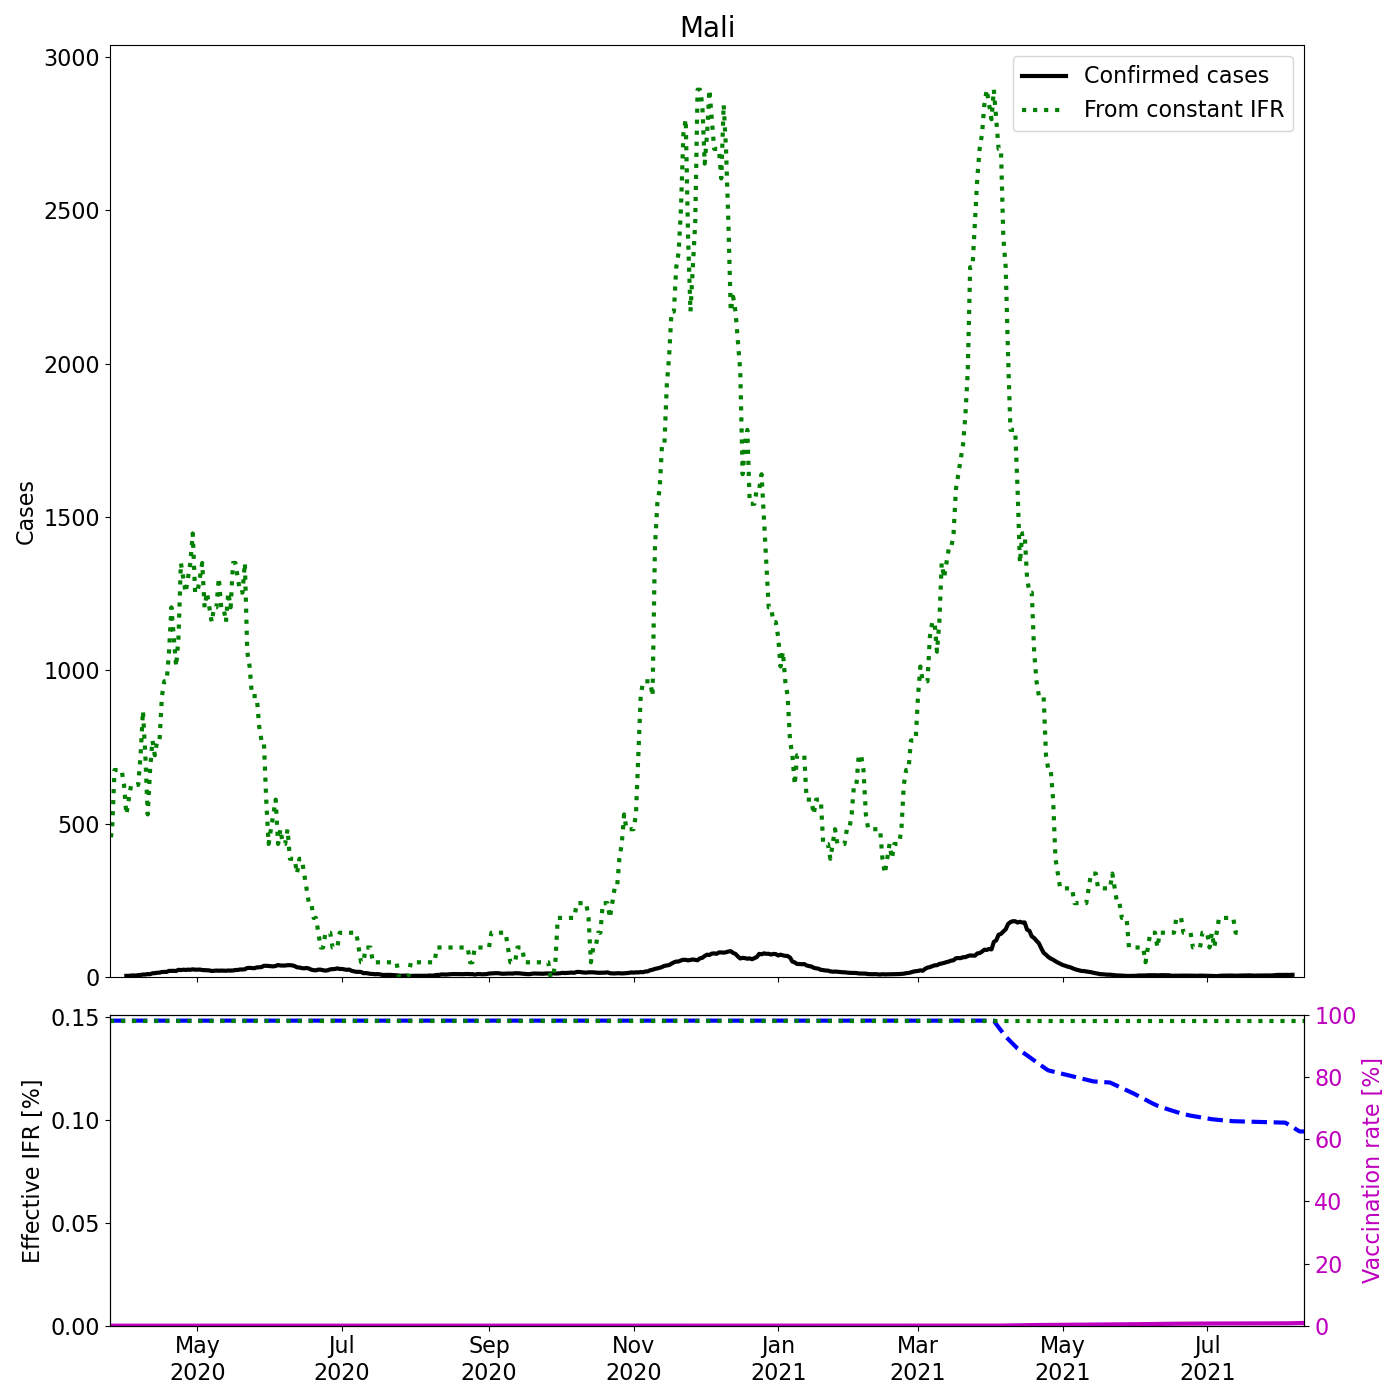 Mali
3000
2500
2000
1500
1000
500
0
Cases
Confirmed cases
From constant IFR
0.15
0.10
0.05
0.00
Effective IFR [%]
100
80
60
40
20
0
Vaccination rate [%]
May Jul Sep Nov Jan Mar May Jul
2020 2020 2020 2020 2021 2021 2021 2021